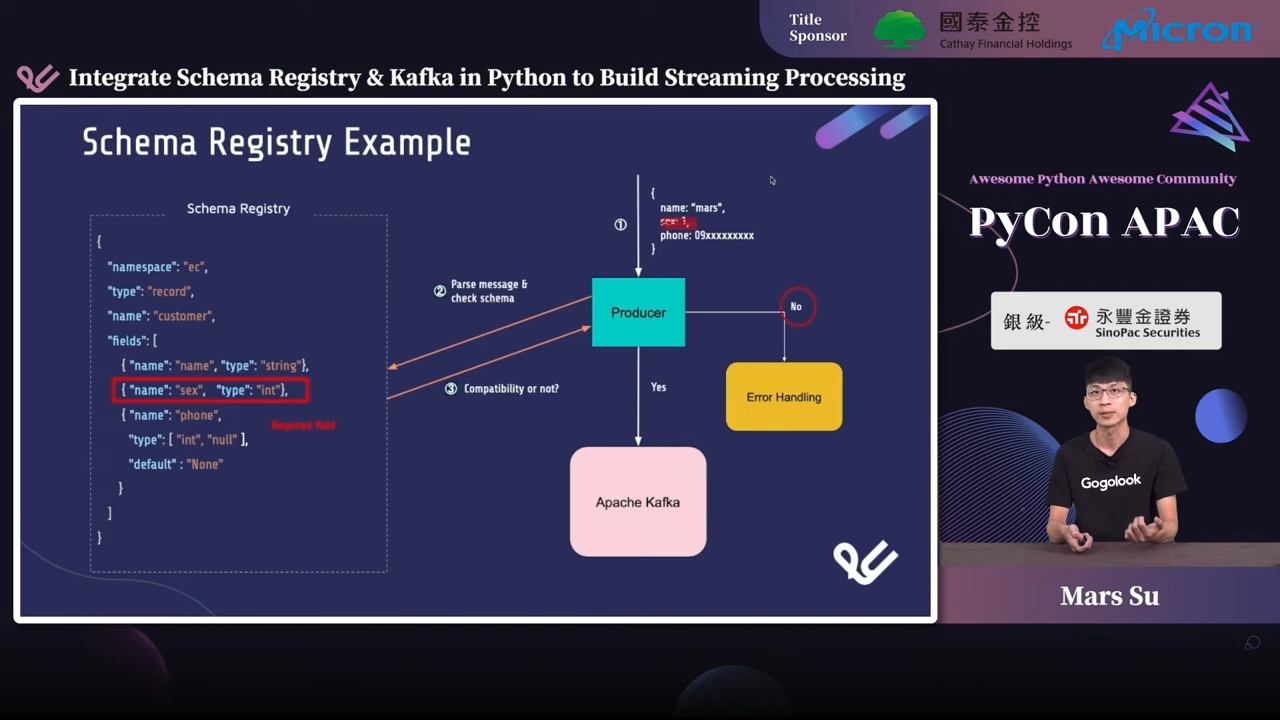 Title
Sponsor
國泰金控
Cathay Financial Holdings
Micron
Integrate Schema Registry & Kafka in Python to Build Streaming Processing
Schema Registry Example
Schema Registry
{
"namespace": "ec",
"type": "record",
"name": "customer",
"fields": [
{ "name": "name", "type": "string"},
{ "name": "sex", "type": "int"},
{ "name": "phone",
"type": [ "int", "null" ],
"default" : "None"
}
]
}
Required field
①
{
name: "mars",
sex: 1,
phone: 09xxxxxxxxx
}
② Parse message &
check schema
③ Compatibility or not?
Producer
No
Yes
Error Handling
Apache Kafka
Awesome Python Awesome Community
PyCon APAC
銀級-
永豐金證券
SinoPac Securities
Gogolook
Mars Su